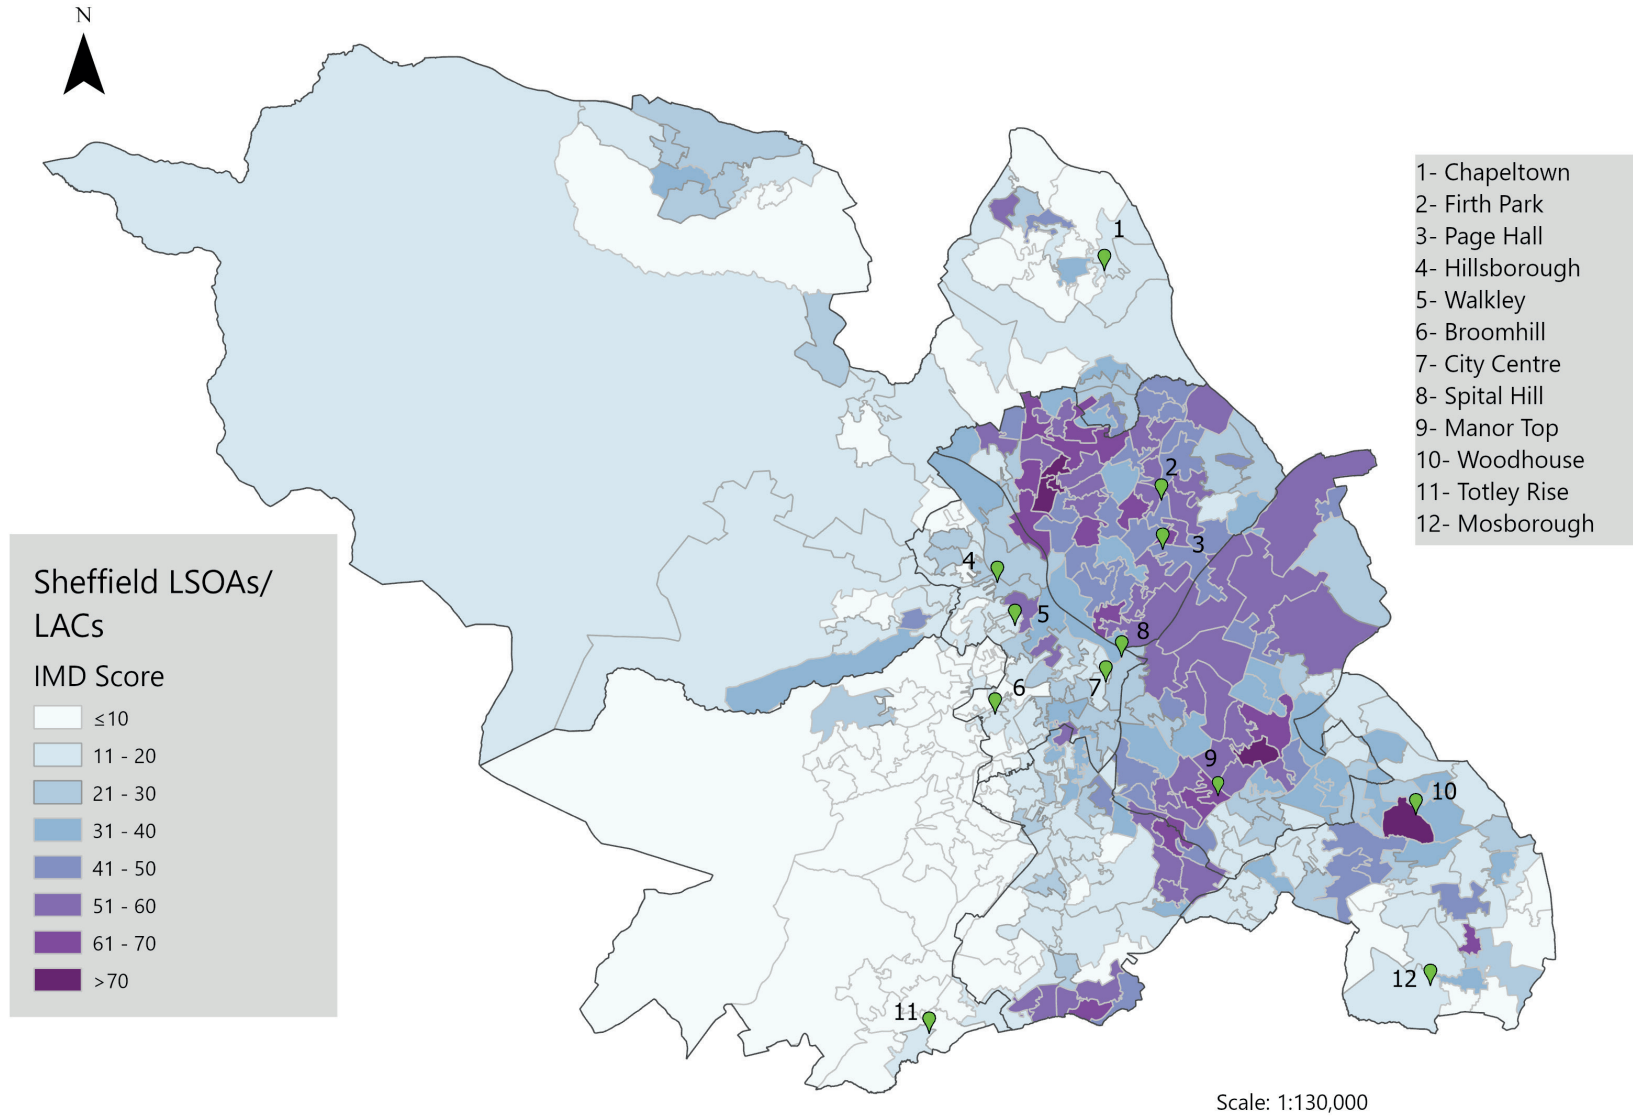 N
1- Chapeltown
2- Firth Park
3- Page Hall
4- Hillsborough
5- Walkley
6- Broomhill
7- City Centre
8- Spital Hill
9- Manor Top
10- Woodhouse
11- Totley Rise
12- Mosborough
1
2
3
4
5
8
7
6
9
10
12
11
Sheffield LSOAs/
LACs
IMD Score
≤10
11 - 20
21 - 30
31 - 40
41 - 50
51 - 60
61 - 70
>70
Scale: 1:130,000